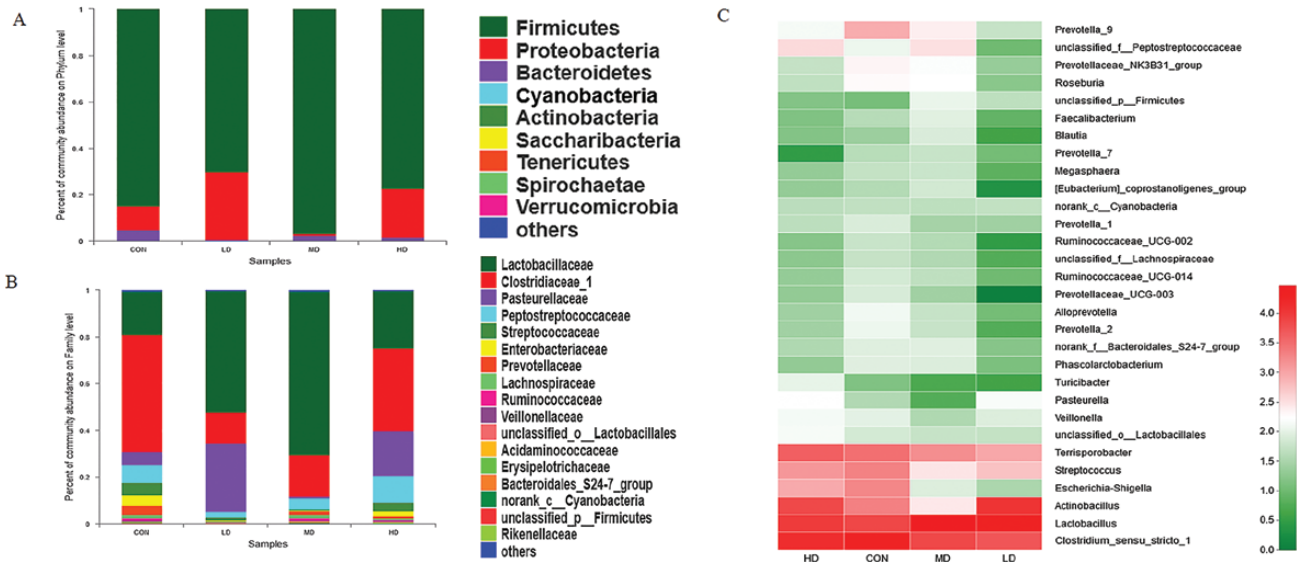 A
Percent of community abundance on Phylum level
1
0.8
0.6
0.4
0.2
0
CON
LD
MD
HD
Samples
Firmicutes
Proteobacteria
Bacteroidetes
Cyanobacteria
Actinobacteria
Saccharibacteria
Tenericutes
Spirochaetae
Verrucomicrobia
others
B
Percent of community abundance on Family level
1
0.8
0.6
0.4
0.2
0
CON
LD
MD
HD
Samples
Lactobacillaceae
Clostridiaceae_1
Pasteurellaceae
Peptostreptococcaceae
Streptococcaceae
Enterobacteriaceae
Prevotellaceae
Lachnospiraceae
Ruminococcaceae
Veillonellaceae
unclassified_o__Lactobacillales
Acidaminococcaceae
Erysipelotrichaceae
Bacteroidales_S24-7_group
norank_c__Cyanobacteria
unclassified_p__Firmicutes
Rikenellaceae
others
C
Prevotella_9
unclassified_f__Peptostreptococcaceae
Prevotellaceae_NK3B31_group
Roseburia
unclassified_p__Firmicutes
Faecalibacterium
Blautia
Prevotella_7
Megasphaera
[Eubacterium]_coprostanoligenes_group
norank_c__Cyanobacteria
Prevotella_1
Ruminococcaceae_UCG-002
unclassified_f__Lachnospiraceae
Ruminococcaceae_UCG-014
Prevotellaceae_UCG-003
Alloprevotella
Prevotella_2
norank_f__Bacteroidales_S24-7_group
Phascolarctobacterium
Turicibacter
Pasteurella
Veillonella
unclassified_o__Lactobacillales
Terrisporobacter
Streptococcus
Escherichia-Shigella
Actinobacillus
Lactobacillus
Clostridium_sensu_stricto_1
HD
CON
MD
LD
4.0
3.5
3.0
2.5
2.0
1.5
1.0
0.5
0.0